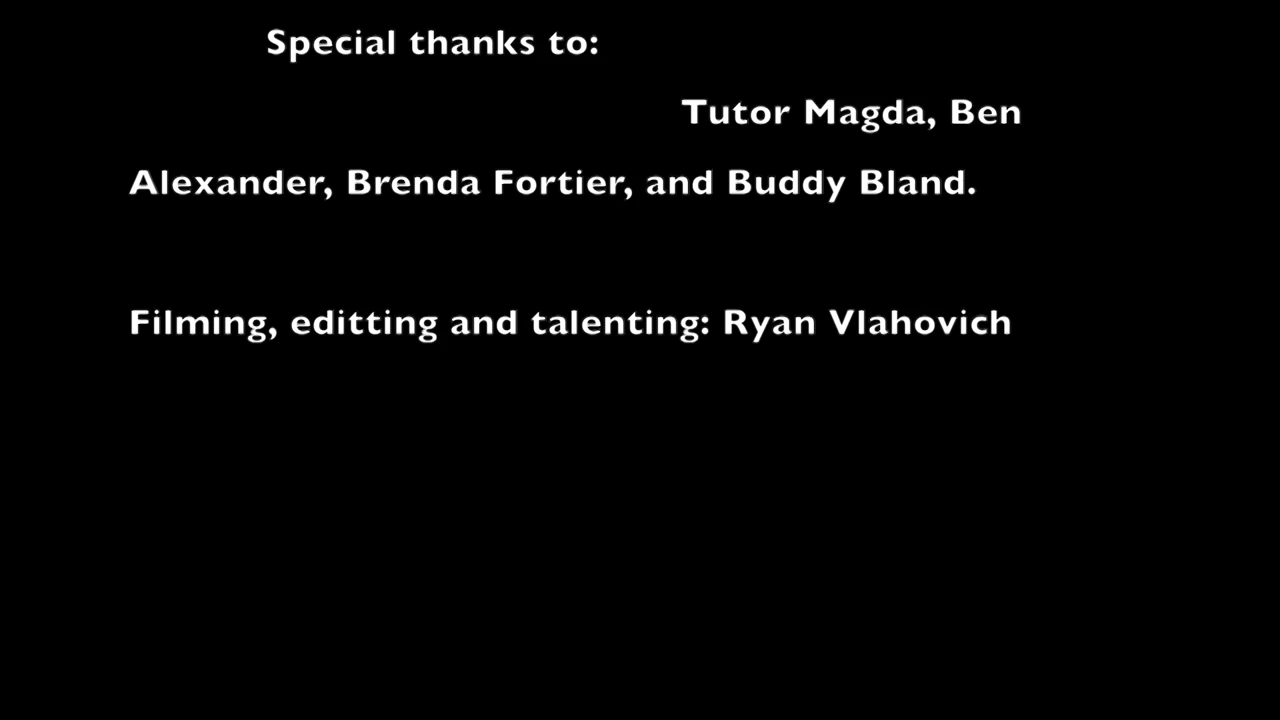 Special thanks to:
Tutor Magda, Ben
Alexander, Brenda Fortier, and Buddy Bland.
Filming, editting and talenting: Ryan Vlahovich